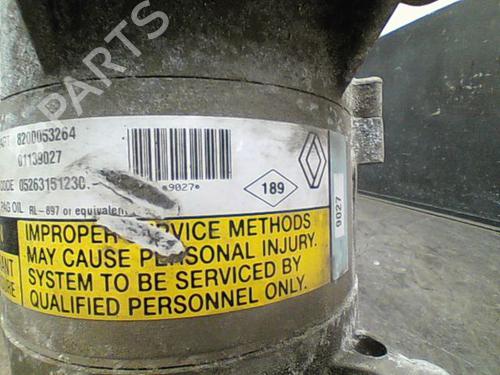 B-PARTS
8200053264
01139027
CODE 05263151230
*9027*
189
9027
PAG OIL RL-897 or equivalent
IMPROPER SERVICE METHODS
MAY CAUSE PERSONAL INJURY.
SYSTEM TO BE SERVICED BY
QUALIFIED PERSONNEL ONLY.